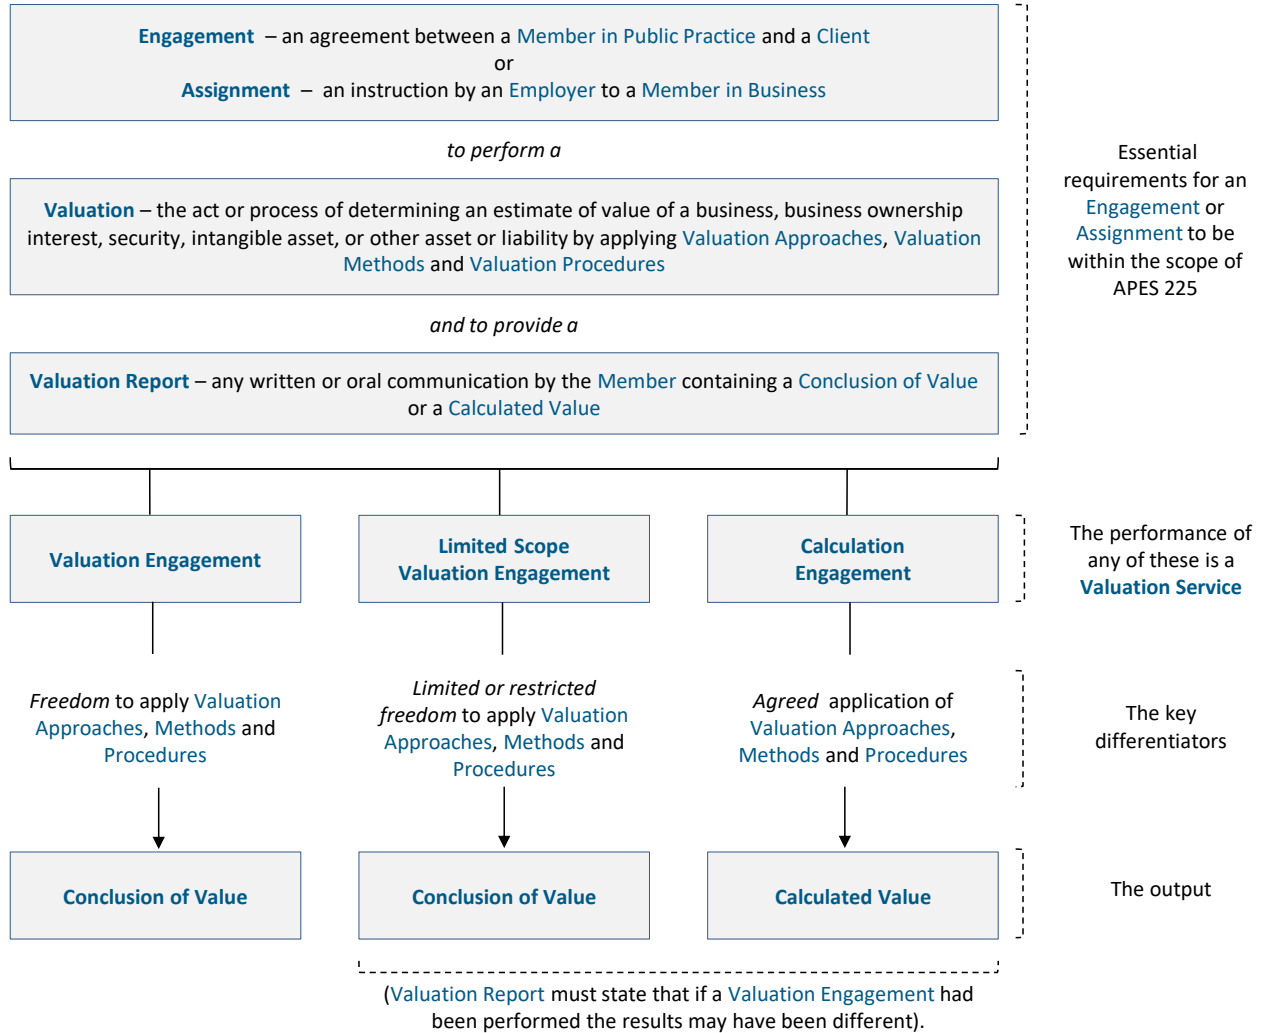 Engagement – an agreement between a Member in Public Practice and a Client
or
Assignment – an instruction by an Employer to a Member in Business
to perform a
Valuation – the act or process of determining an estimate of value of a business, business ownership
interest, security, intangible asset, or other asset or liability by applying Valuation Approaches, Valuation
Methods and Valuation Procedures
and to provide a
Valuation Report – any written or oral communication by the Member containing a Conclusion of Value
or a Calculated Value
Essential
requirements for an
Engagement or
Assignment to be
within the scope of
APES 225
Valuation Engagement
Limited Scope
Valuation Engagement
Calculation
Engagement
The performance of
any of these is a
Valuation Service
Freedom to apply Valuation
Approaches, Methods and
Procedures
Limited or restricted
freedom to apply Valuation
Approaches, Methods and
Procedures
Agreed application of
Valuation Approaches,
Methods and Procedures
The key
differentiators
Conclusion of Value
Conclusion of Value
Calculated Value
The output
(Valuation Report must state that if a Valuation Engagement had
been performed the results may have been different).